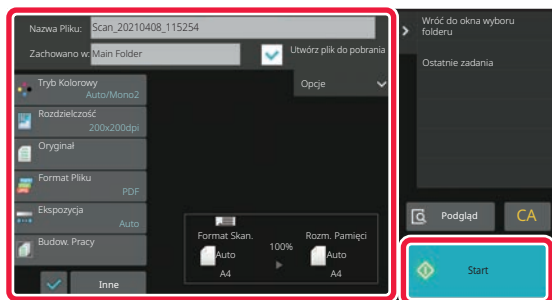 Nazwa Pliku:
Scan_20210408_115254
Zachowano w:
Main Folder
Utwórz plik do pobrania
Opcje
Tryb Kolorowy
Auto/Mono2
Rozdzielczość
200x200dpi
Oryginał
Format Pliku
PDF
Ekspozycja
Auto
Budow. Pracy
Inne
Format Skan.
Auto
A4
100%
Rozm. Pamięci
Auto
A4
Wróć do okna wyboru
folderu
Ostatnie zadania
Podgląd
CA
Start